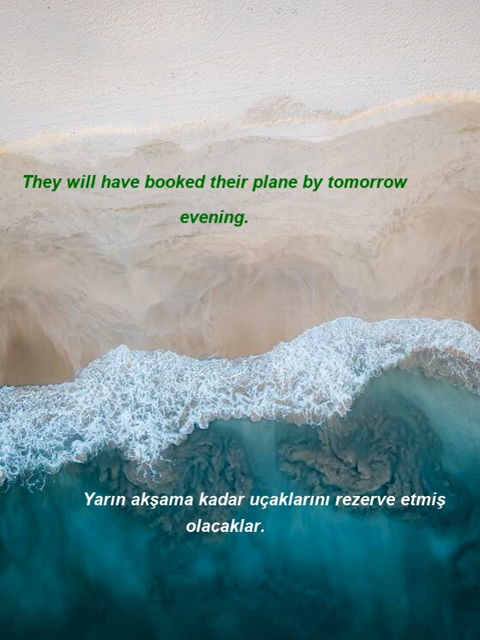 They will have booked their plane by tomorrow
evening.
Yarın akşama kadar uçaklarını rezerve etmiş
olacaklar.